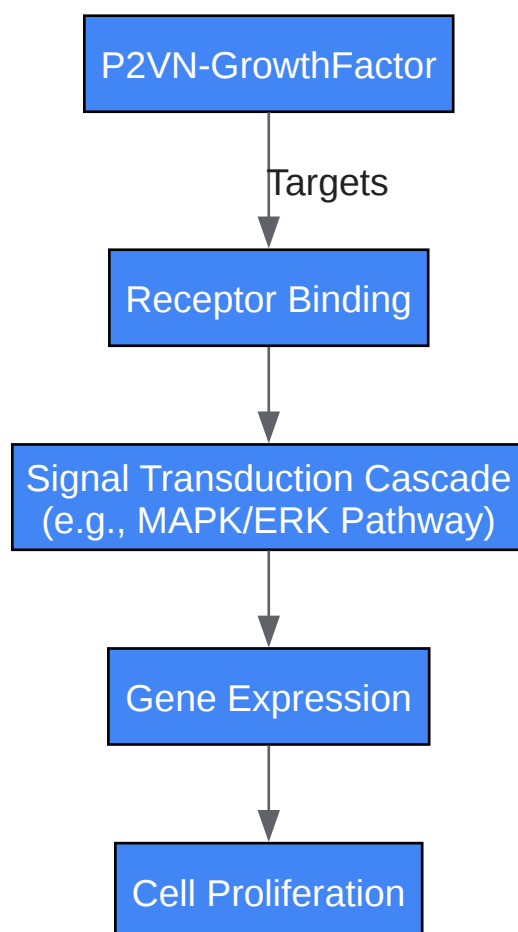 P2VN-GrowthFactor
Targets
Receptor Binding
Signal Transduction Cascade
(e.g., MAPK/ERK Pathway)
Gene Expression
Cell Proliferation